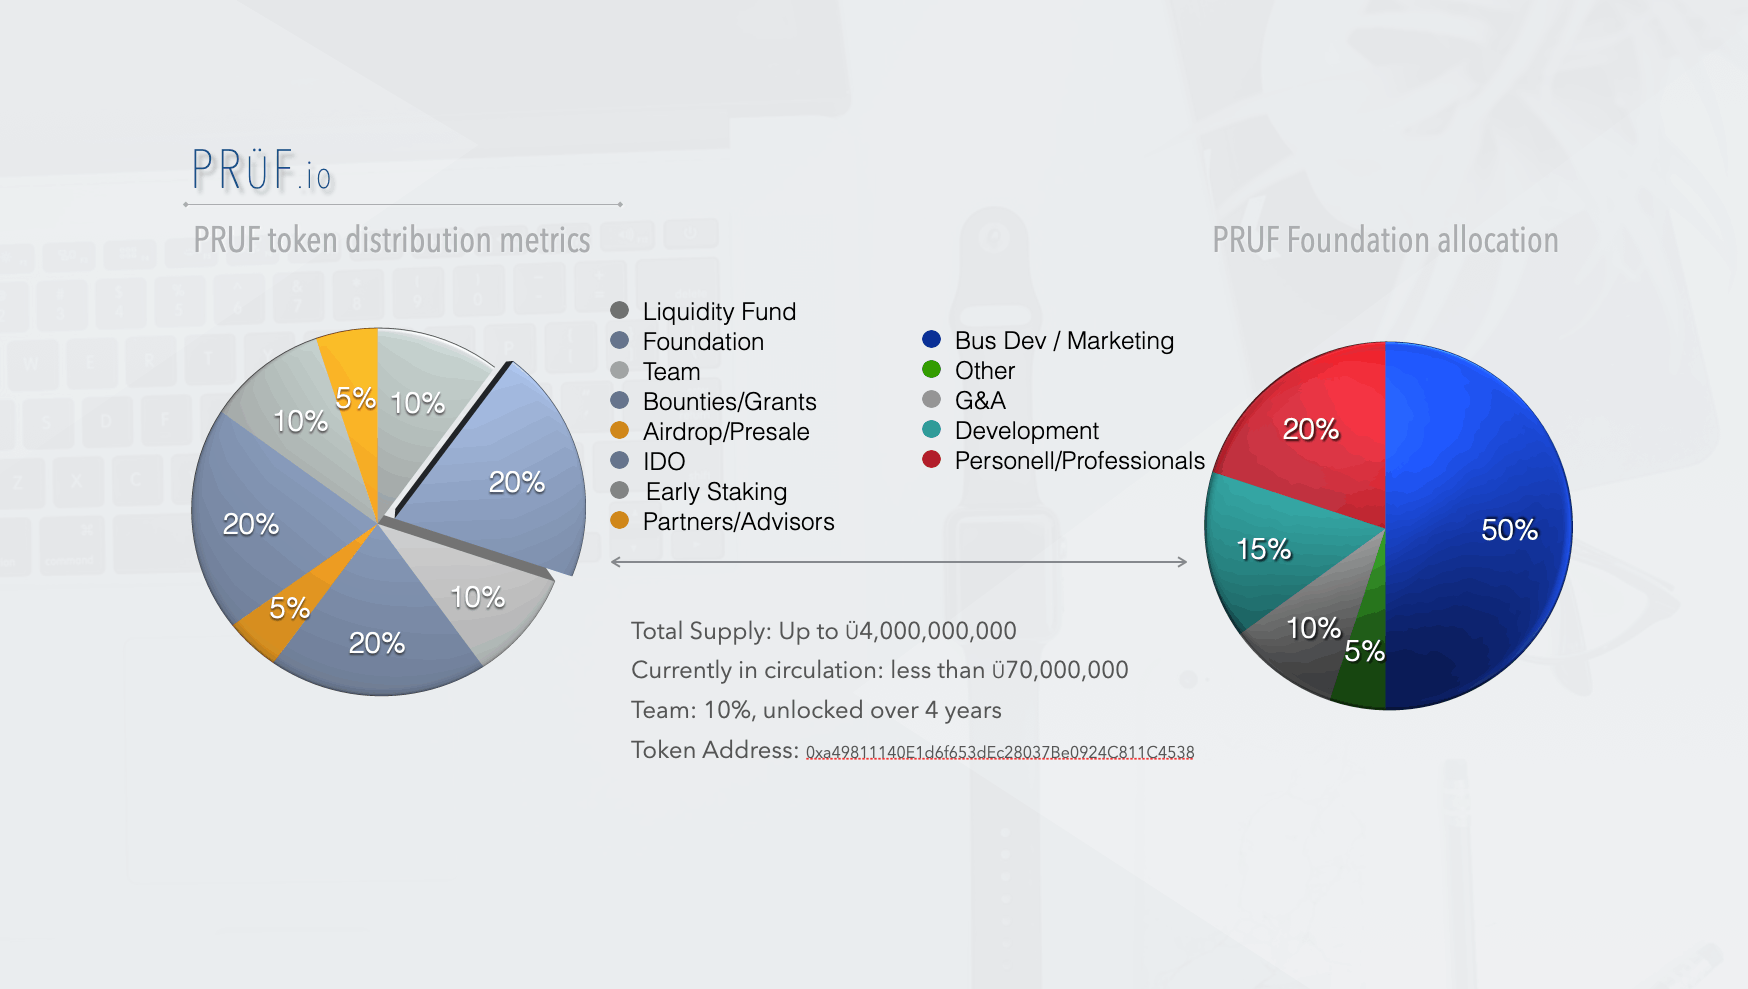 PRÜF.io
PRUF token distribution metrics
PRUF Foundation allocation
Liquidity Fund
Foundation
Team
Bounties/Grants
Airdrop/Presale
IDO
Early Staking
Partners/Advisors
Bus Dev / Marketing
Other
G&A
Development
Personell/Professionals
5%
10%
10%
20%
20%
10%
5%
20%
20%
50%
15%
10%
5%
Total Supply: Up to Ü4,000,000,000
Currently in circulation: less than Ü70,000,000
Team: 10%, unlocked over 4 years
Token Address: 0xa49811140E1d6f653dEc28037Be0924C811C4538